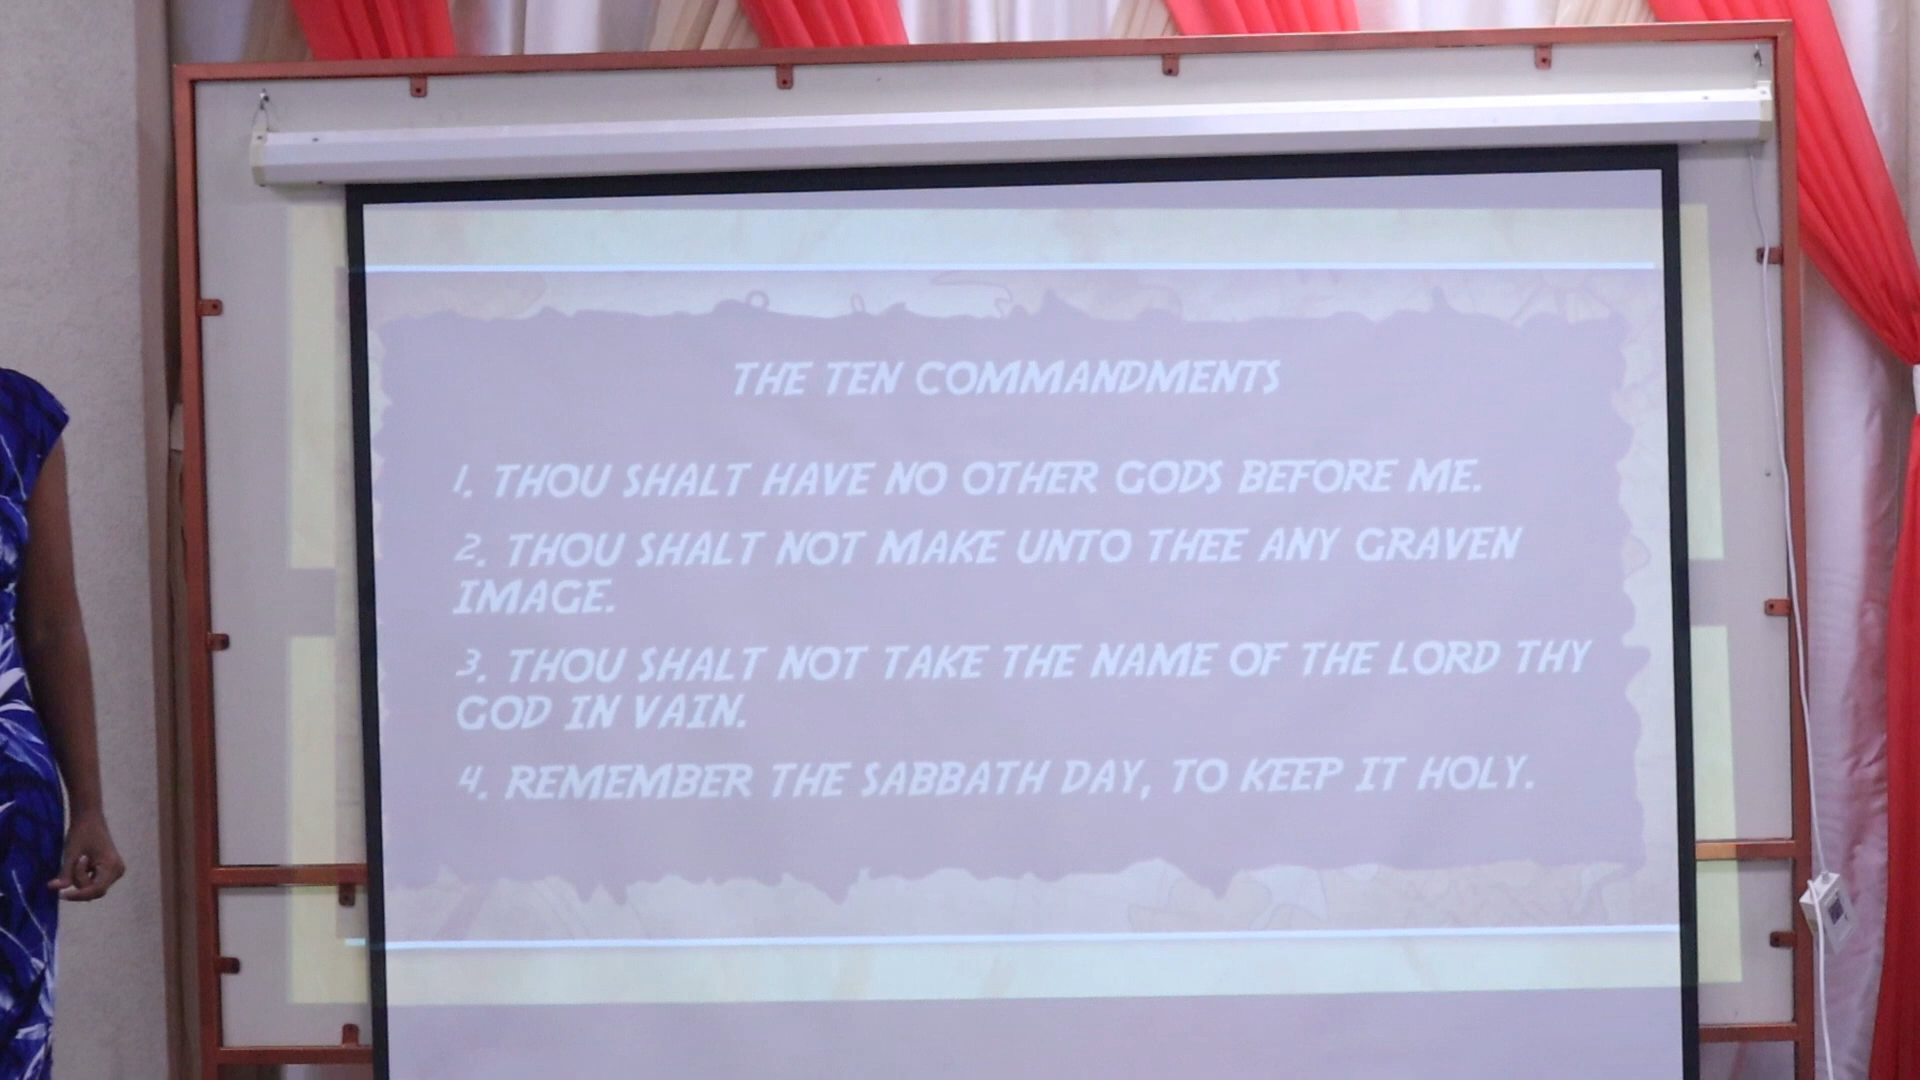 THE TEN COMMANDMENTS
1. THOU SHALT HAVE NO OTHER GODS BEFORE ME.
2. THOU SHALT NOT MAKE UNTO THEE ANY GRAVEN
IMAGE.
3. THOU SHALT NOT TAKE THE NAME OF THE LORD THY
GOD IN VAIN.
4. REMEMBER THE SABBATH DAY, TO KEEP IT HOLY.